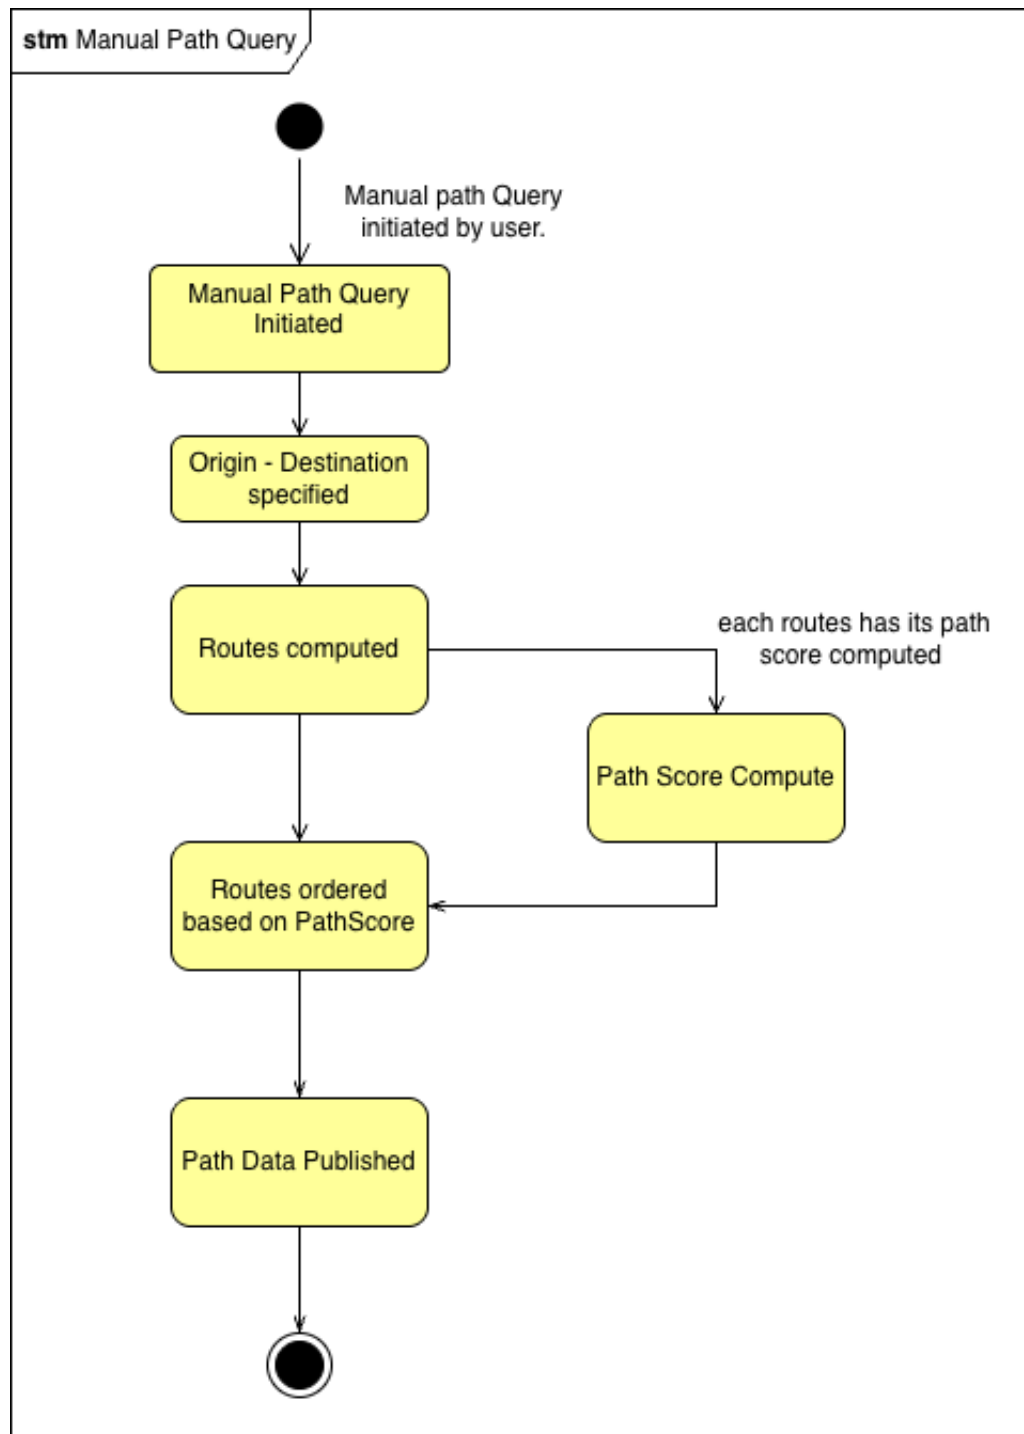 stm Manual Path Query
Manual path Query
initiated by user.
Manual Path Query
Initiated
Origin - Destination
specified
Routes computed
each routes has its path
score computed
Path Score Compute
Routes ordered
based on PathScore
Path Data Published